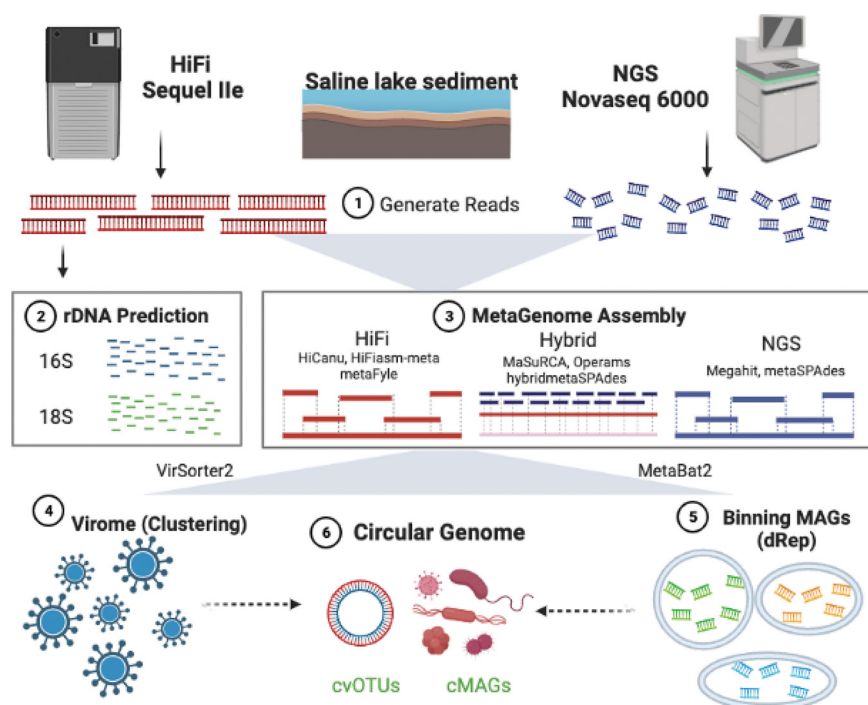 HiFi
Sequel IIe
Saline lake sediment
NGS
Novaseq 6000
1 Generate Reads
2 rDNA Prediction
16S
18S
3 MetaGenome Assembly
HiFi
HiCanu, HiFiasm-meta
metaFyle
Hybrid
MaSuRCA, Operams
hybridmetaSPAdes
NGS
Megahit, metaSPAdes
VirSorter2
MetaBat2
4 Virome (Clustering)
6 Circular Genome
5 Binning MAGs
(dRep)
cvOTUs
cMAGs